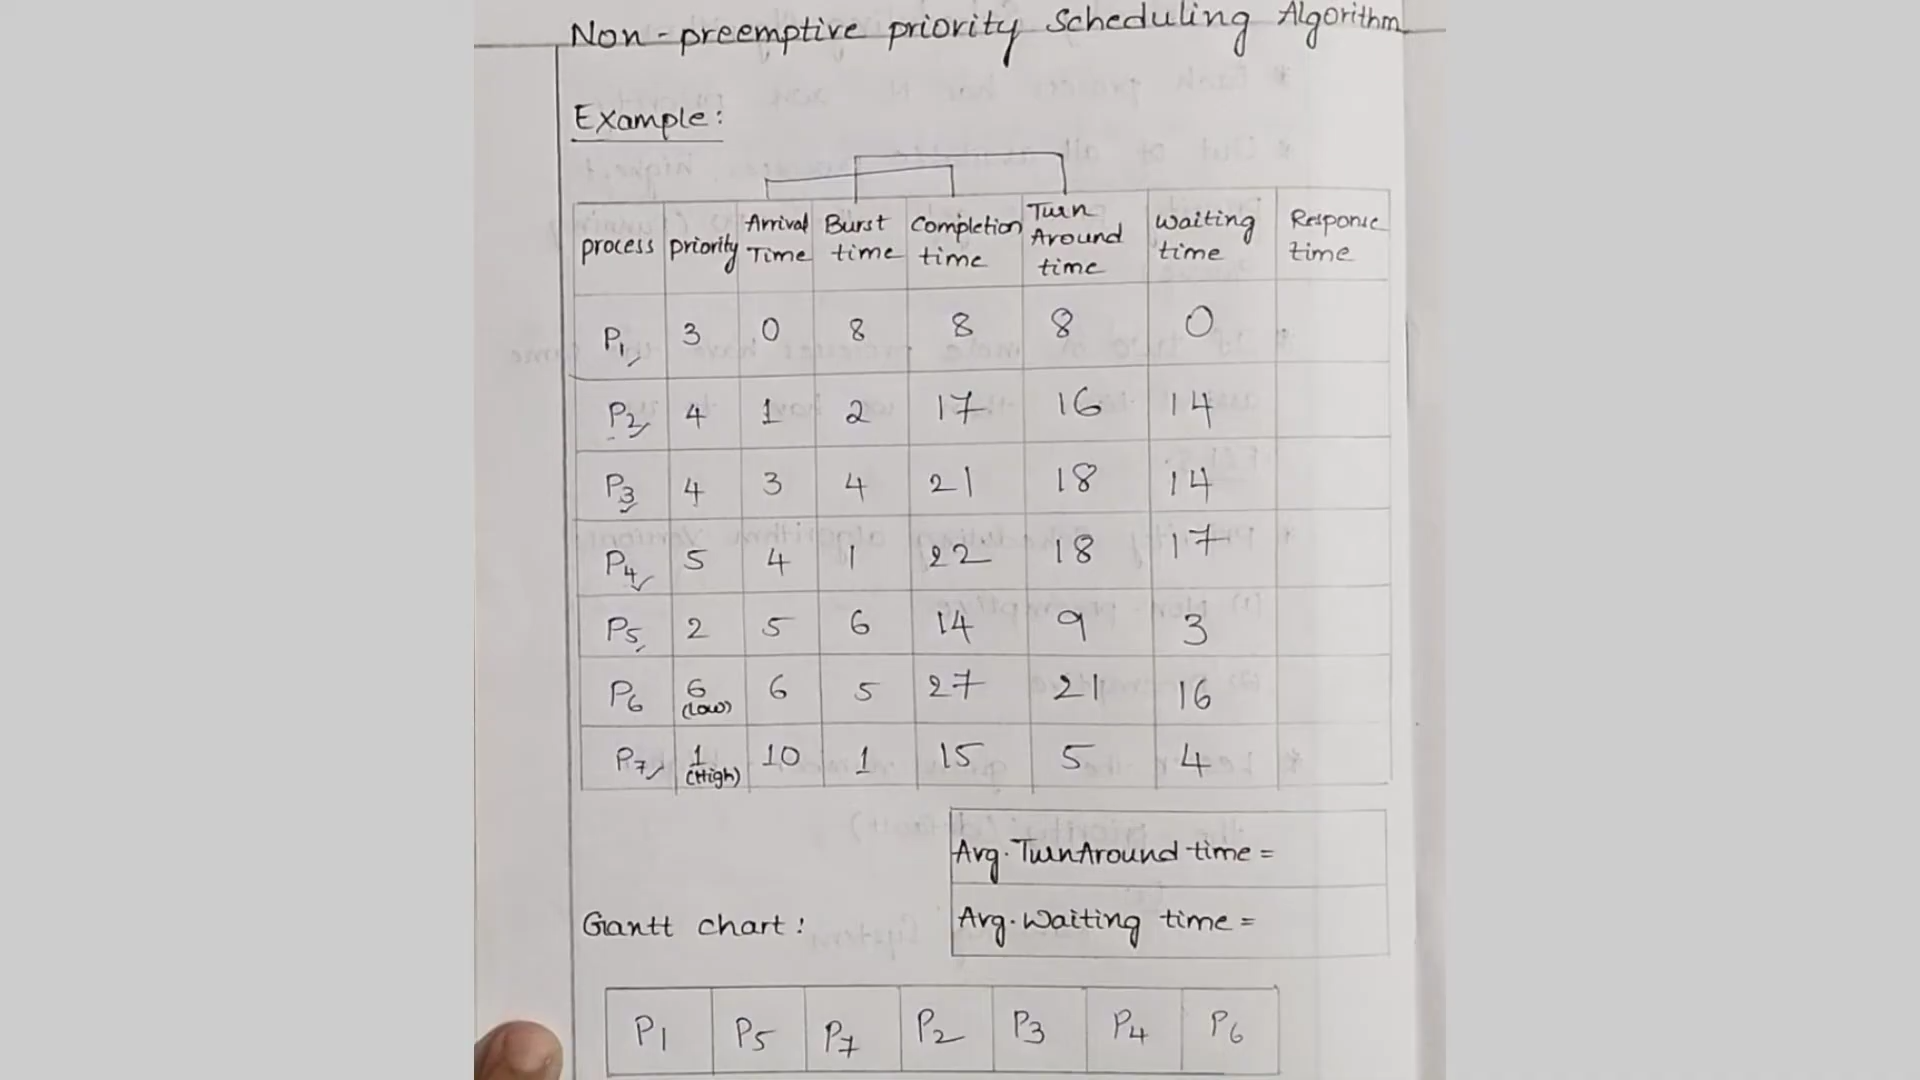 Non-preemptive priority Scheduling Algorithm
Example:
process priority Arrival Time Burst time Completion time Turn Around time Waiting time Response time
P1 3 0 8 8 8 0
P2 4 1 2 17 16 14
P3 4 3 4 21 18 14
P4 5 4 1 22 18 17
P5 2 5 6 14 9 3
P6 6 (Low) 6 5 27 21 16
P7 1 (High) 10 1 15 5 4
Avg. TurnAround time =
Avg. Waiting time =
Gantt chart:
P1 P5 P7 P2 P3 P4 P6